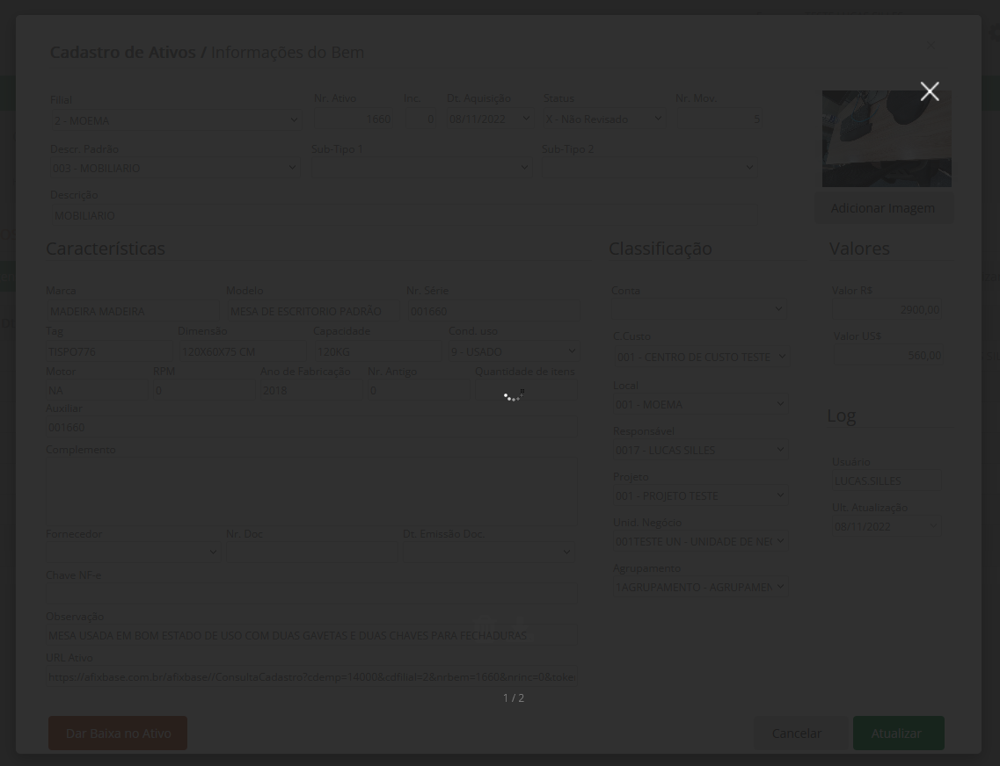 Cadastro de Ativos / Informações do Bem
Filial
Nr. Ativo
Inc.
Dt. Aquisição
Status
Nr. Mov.
2 - MOEMA
1660
0
08/11/2022
X - Não Revisado
5
Descr. Padrão
Sub-Tipo 1
Sub-Tipo 2
003 - MOBILIARIO
Descrição
MOBILIARIO
Adicionar Imagem
Características
Marca
Modelo
Nr. Série
MADEIRA MADEIRA
MESA DE ESCRITORIO PADRÃO
001660
Tag
Dimensão
Capacidade
Cond. uso
TISPO776
120X60X75 CM
120KG
9 - USADO
Motor
RPM
Ano de Fabricação
Nr. Antigo
Quantidade de itens
NA
0
2018
0
Auxiliar
001660
Complemento
Fornecedor
Nr. Doc
Dt. Emissão Doc.
Chave NF-e
Observação
MESA USADA EM BOM ESTADO DE USO COM DUAS GAVETAS E DUAS CHAVES PARA FECHADURAS
URL Ativo
https://afixbase.com.br/afixbase//ConsultaCadastro?cdemp=14000&cdfilial=2&nrbem=1660&nrinc=0&token
Classificação
Conta
C.Custo
001 - CENTRO DE CUSTO TESTE
Local
001 - MOEMA
Responsável
0017 - LUCAS SILLES
Projeto
001 - PROJETO TESTE
Unid. Negócio
001TESTE UN - UNIDADE DE NE
Agrupamento
1AGRUPAMENTO - AGRUPAMEN
Valores
Valor R$
2900,00
Valor US$
560,00
Log
Usuário
LUCAS.SILLES
Ult. Atualização
08/11/2022
1 / 2
Dar Baixa no Ativo
Cancelar
Atualizar